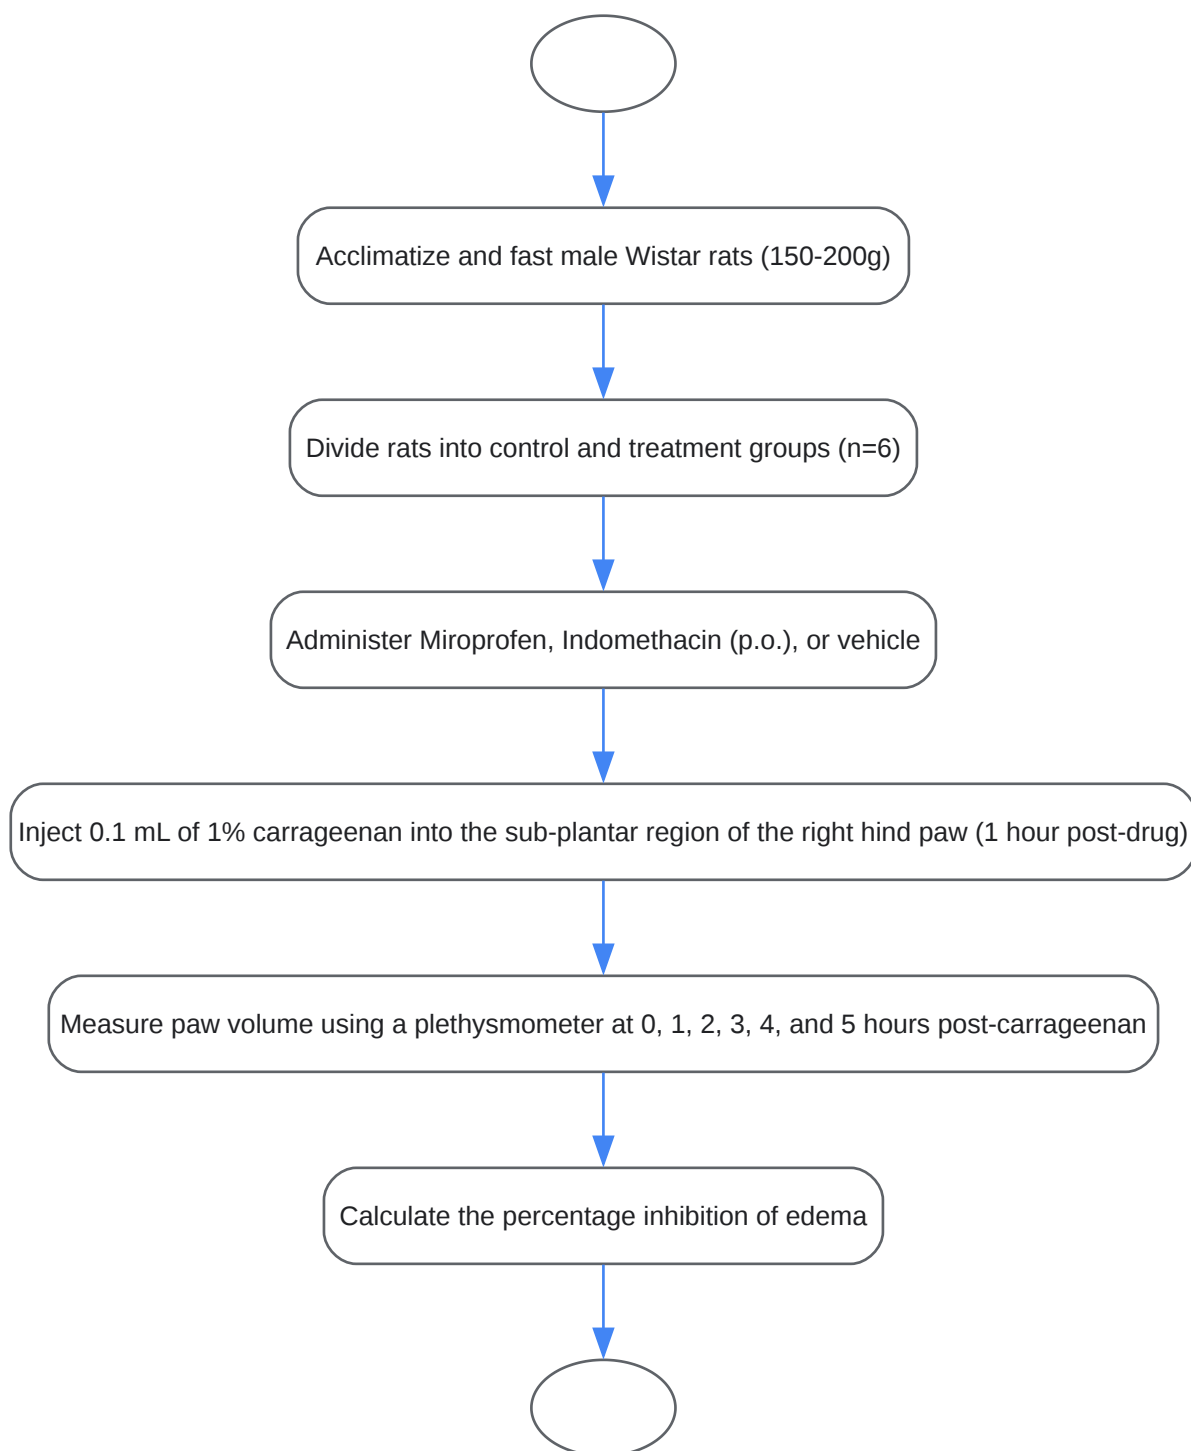 Acclimatize and fast male Wistar rats (150-200g)
Divide rats into control and treatment groups (n=6)
Administer Miroprofen, Indomethacin (p.o.), or vehicle
Inject 0.1 mL of 1% carrageenan into the sub-plantar region of the right hind paw (1 hour post-drug)
Measure paw volume using a plethysmometer at 0, 1, 2, 3, 4, and 5 hours post-carrageenan
Calculate the percentage inhibition of edema